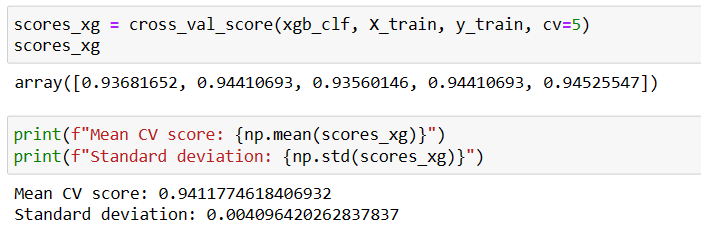 scores_xg = cross_val_score(xgb_clf, X_train, y_train, cv=5)
scores_xg
array([0.93681652, 0.94410693, 0.93560146, 0.94410693, 0.94525547])
print(f"Mean CV score: {np.mean(scores_xg)}")
print(f"Standard deviation: {np.std(scores_xg)}")
Mean CV score: 0.9411774618406932
Standard deviation: 0.004096420262837837